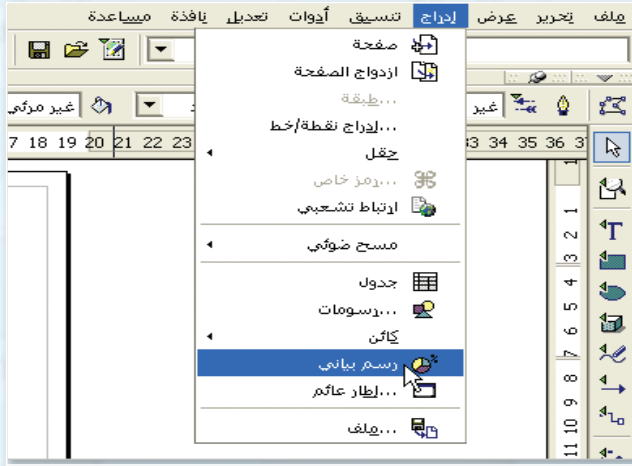 ملف تحرير عرض إدراج تنسيق أدوات تعديل نافذة مساعدة
صفحة
ازدواج الصفحة
طبقة...
غير
غير مرئي
إدراج نقطة/خط...
7 18 19 20 21 22 23
33 34 35 36 3
حقل
رمز خاص...
ارتباط تشعبي
مسح ضوئي
جدول
رسومات...
كائن
رسم بياني
إطار عائم...
ملف...
1
1 2 3 4 5 6 7 8 9 10 11